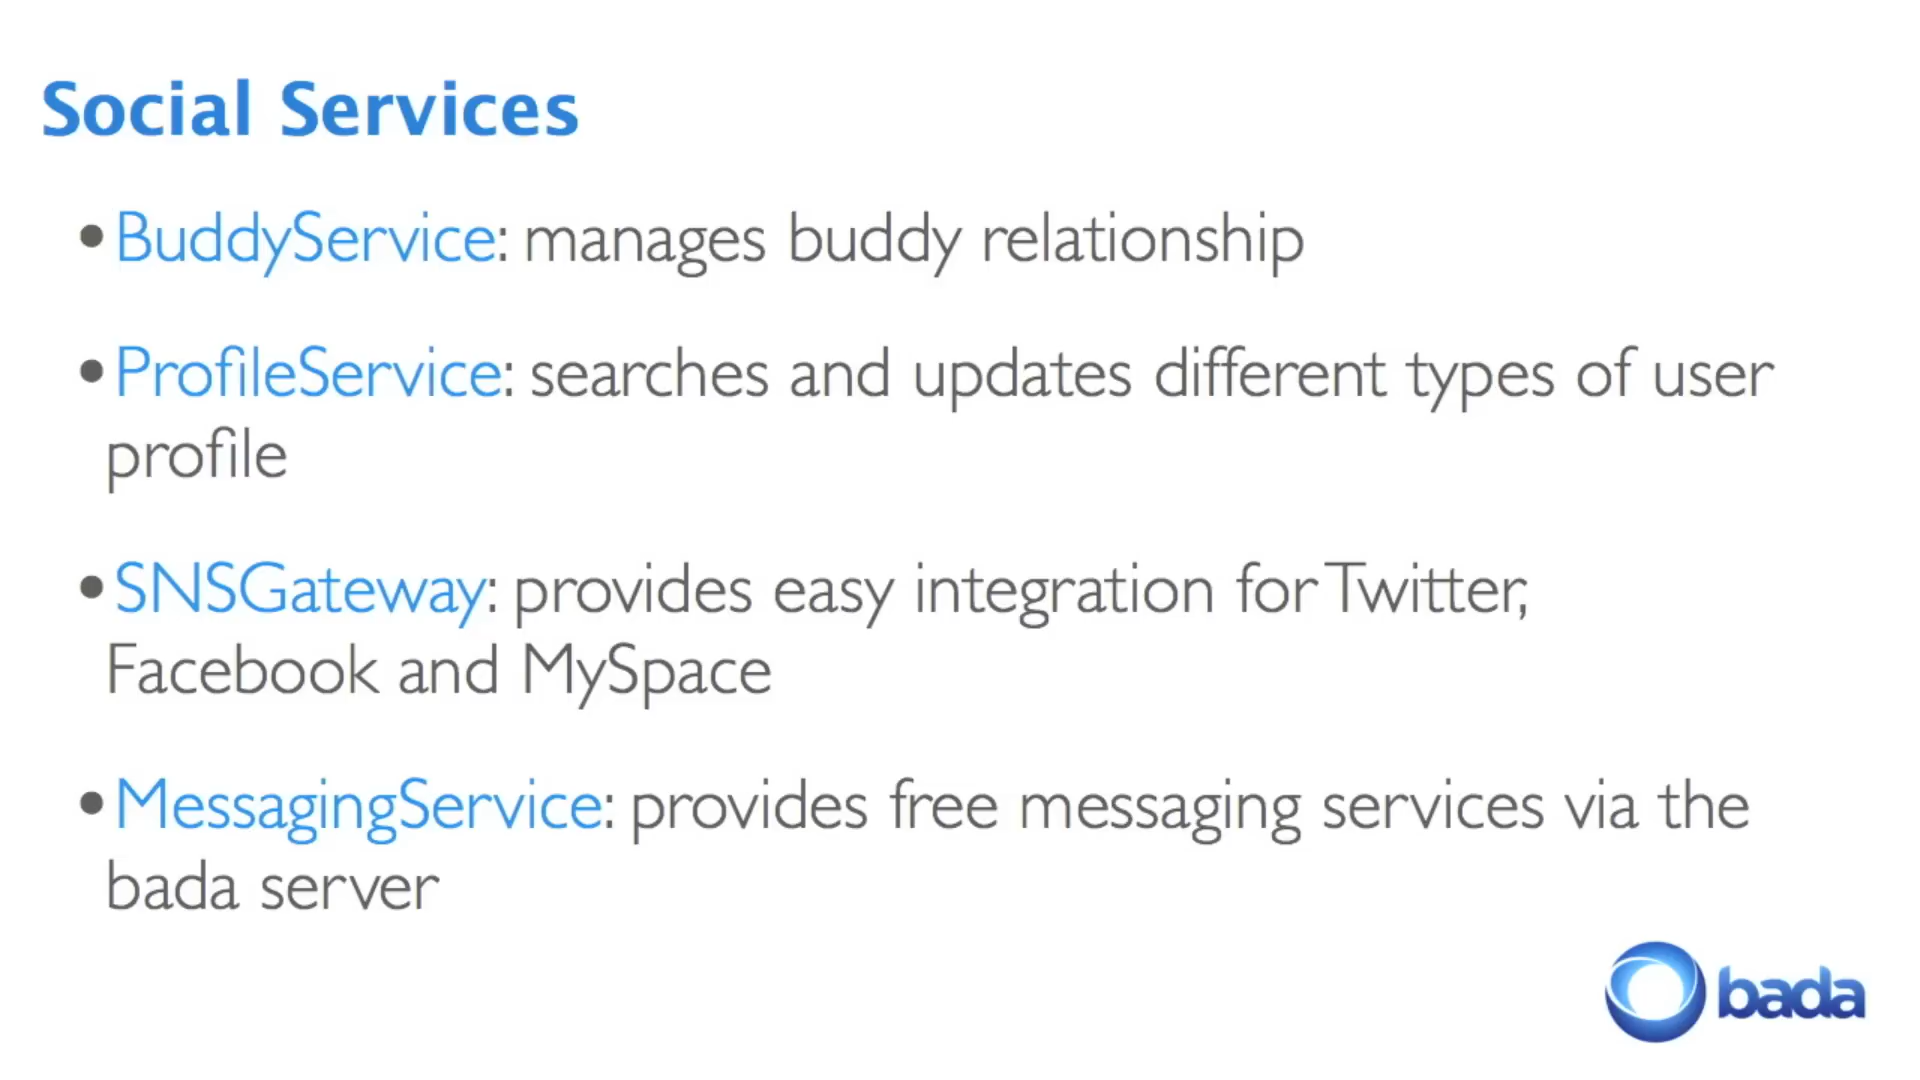 Social Services
•BuddyService: manages buddy relationship
•ProfileService: searches and updates different types of user
profile
•SNSGateway: provides easy integration for Twitter,
Facebook and MySpace
•MessagingService: provides free messaging services via the
bada server
bada